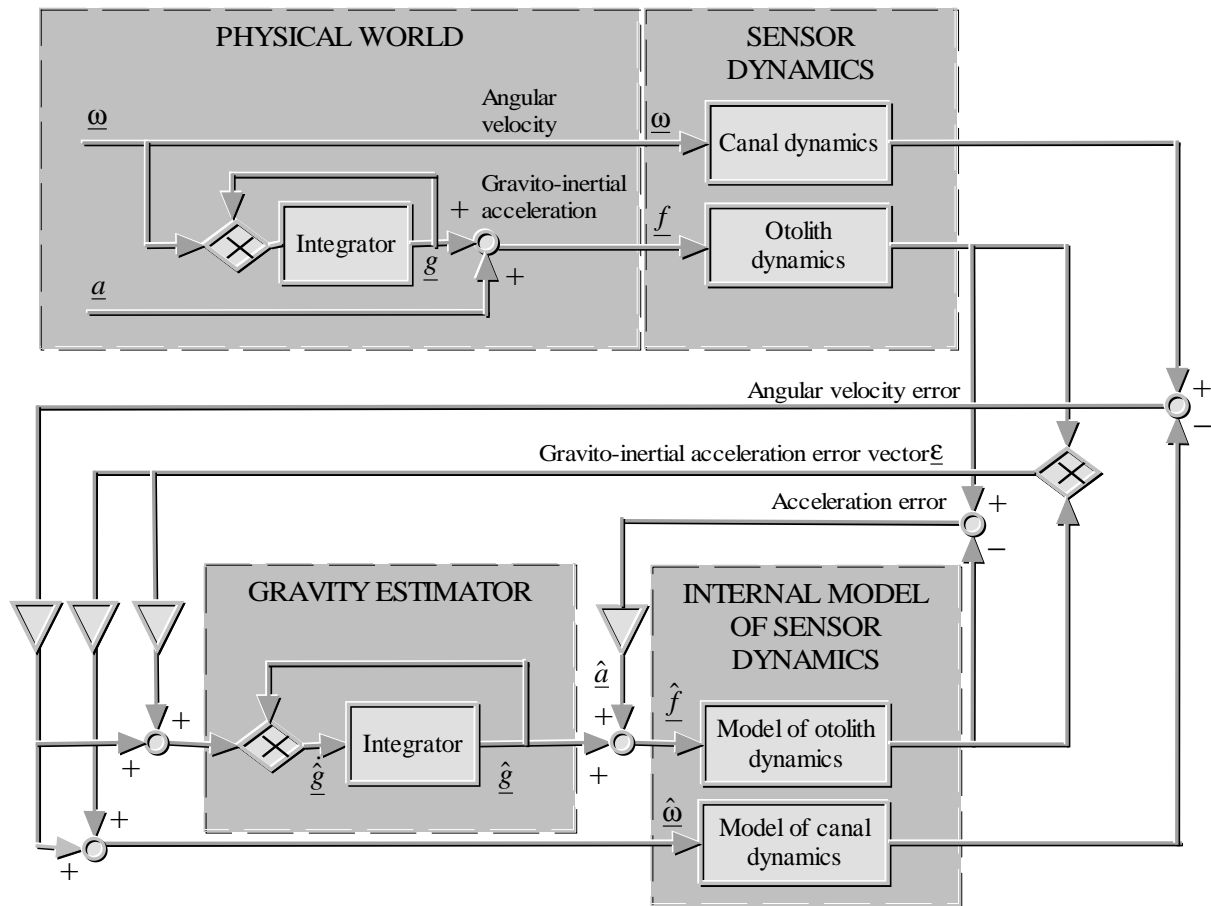 PHYSICAL WORLD
SENSOR
DYNAMICS
ω
Angular
velocity
ω
Canal dynamics
Gravito-inertial
acceleration
+
Integrator
g
+
f
Otolith
dynamics
a
Angular velocity error
+
−
Gravito-inertial acceleration error vector ε
Acceleration error
+
−
GRAVITY ESTIMATOR
INTERNAL MODEL
OF SENSOR
DYNAMICS
â
f̂
+
+
+
+
Integrator
ĝ̇
ĝ
Model of otolith
dynamics
ω̂
+
+
Model of canal
dynamics